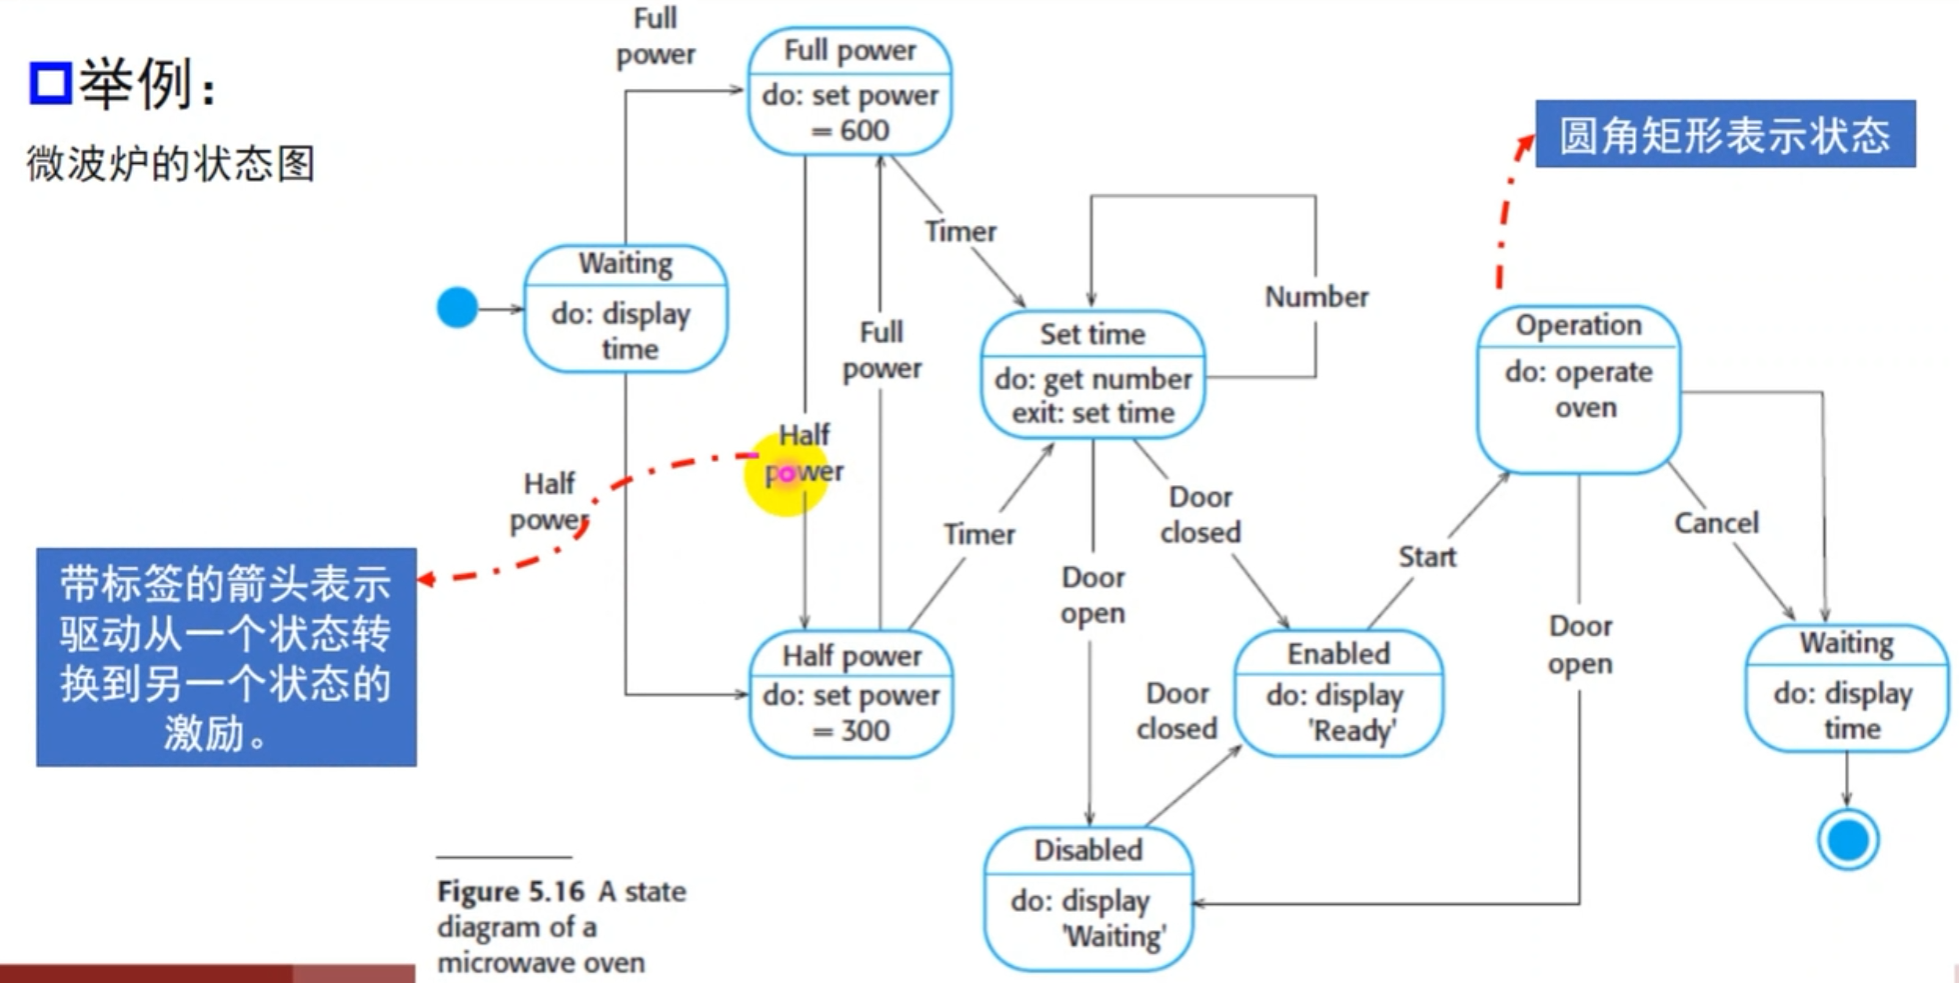 举例：
微波炉的状态图
Full
power
Full power
do: set power
= 600
圆角矩形表示状态
Timer
Waiting
do: display
time
Number
Full
power
Set time
do: get number
exit: set time
Operation
do: operate
oven
Half
power
Half
power
Timer
Door
closed
Door
open
Start
Cancel
Door
open
带标签的箭头表示
驱动从一个状态转
换到另一个状态的
激励。
Half power
do: set power
= 300
Door
closed
Enabled
do: display
'Ready'
Waiting
do: display
time
Disabled
do: display
'Waiting'
Figure 5.16 A state
diagram of a
microwave oven